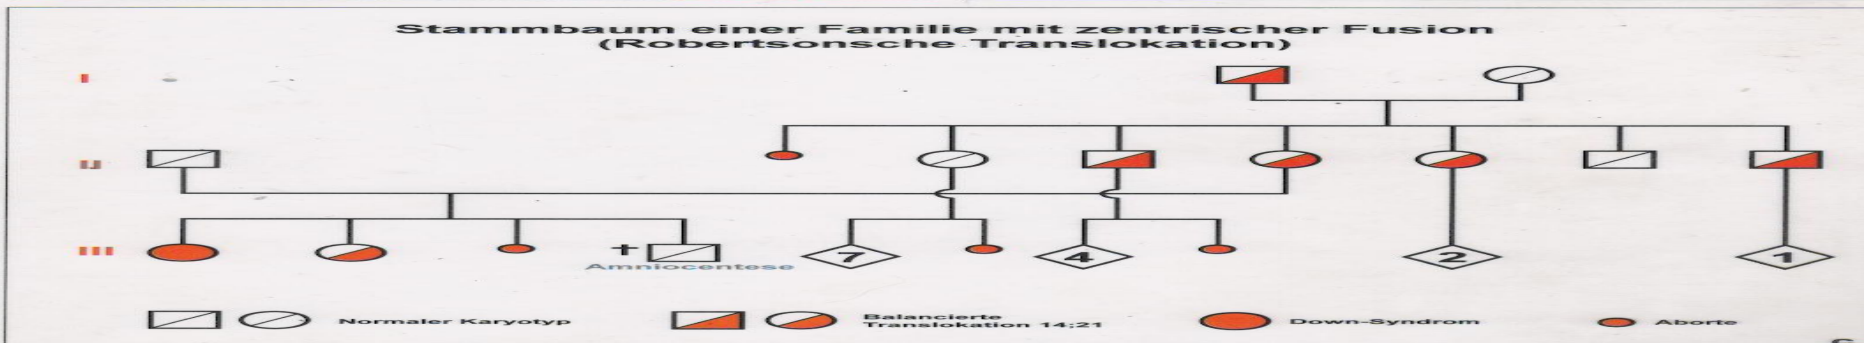 Stammbaum einer Familie mit zentrischer Fusion
(Robertsonsche Translokation)
I
II
III
+
Amniocentese
7
4
2
1
Normaler Karyotyp
Balancierte
Translokation 14;21
Down-Syndrom
Aborte